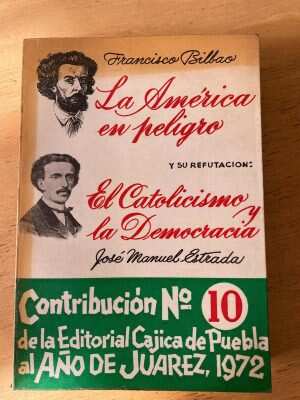 Francisco Bilbao
La América
en peligro
Y SU REFUTACION:
El Catolicismo y
la Democracia
José Manuel Estrada
Contribución Nº 10
de la Editorial Cajica de Puebla
al AÑO DE JUAREZ, 1972